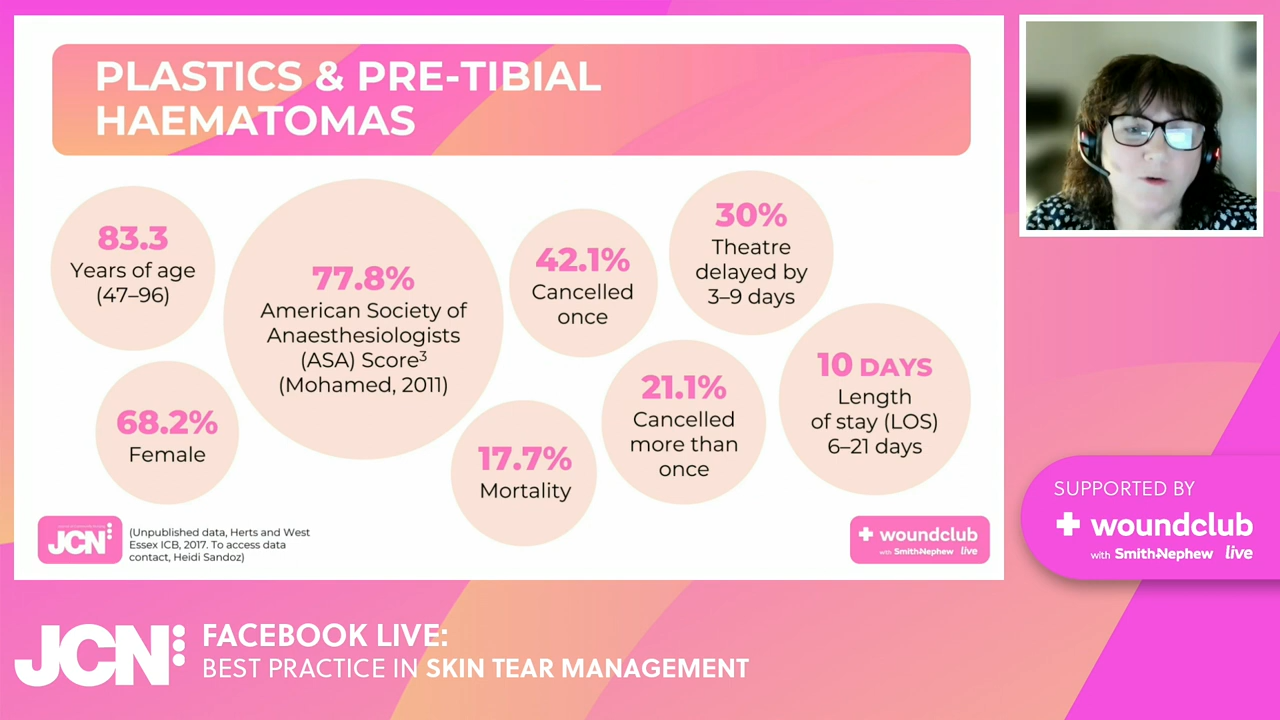 PLASTICS & PRE-TIBIAL
HAEMATOMAS
83.3
Years of age
(47–96)
77.8%
American Society of
Anaesthesiologists
(ASA) Score³
(Mohamed, 2011)
42.1%
Cancelled
once
30%
Theatre
delayed by
3–9 days
68.2%
Female
17.7%
Mortality
21.1%
Cancelled
more than
once
10 DAYS
Length
of stay (LOS)
6–21 days
JCN
(Unpublished data, Herts and West
Essex ICB, 2017. To access data
contact, Heidi Sandoz)
woundclub
with Smith+Nephew live
SUPPORTED BY
woundclub
with Smith+Nephew live
JCN
FACEBOOK LIVE:
BEST PRACTICE IN SKIN TEAR MANAGEMENT